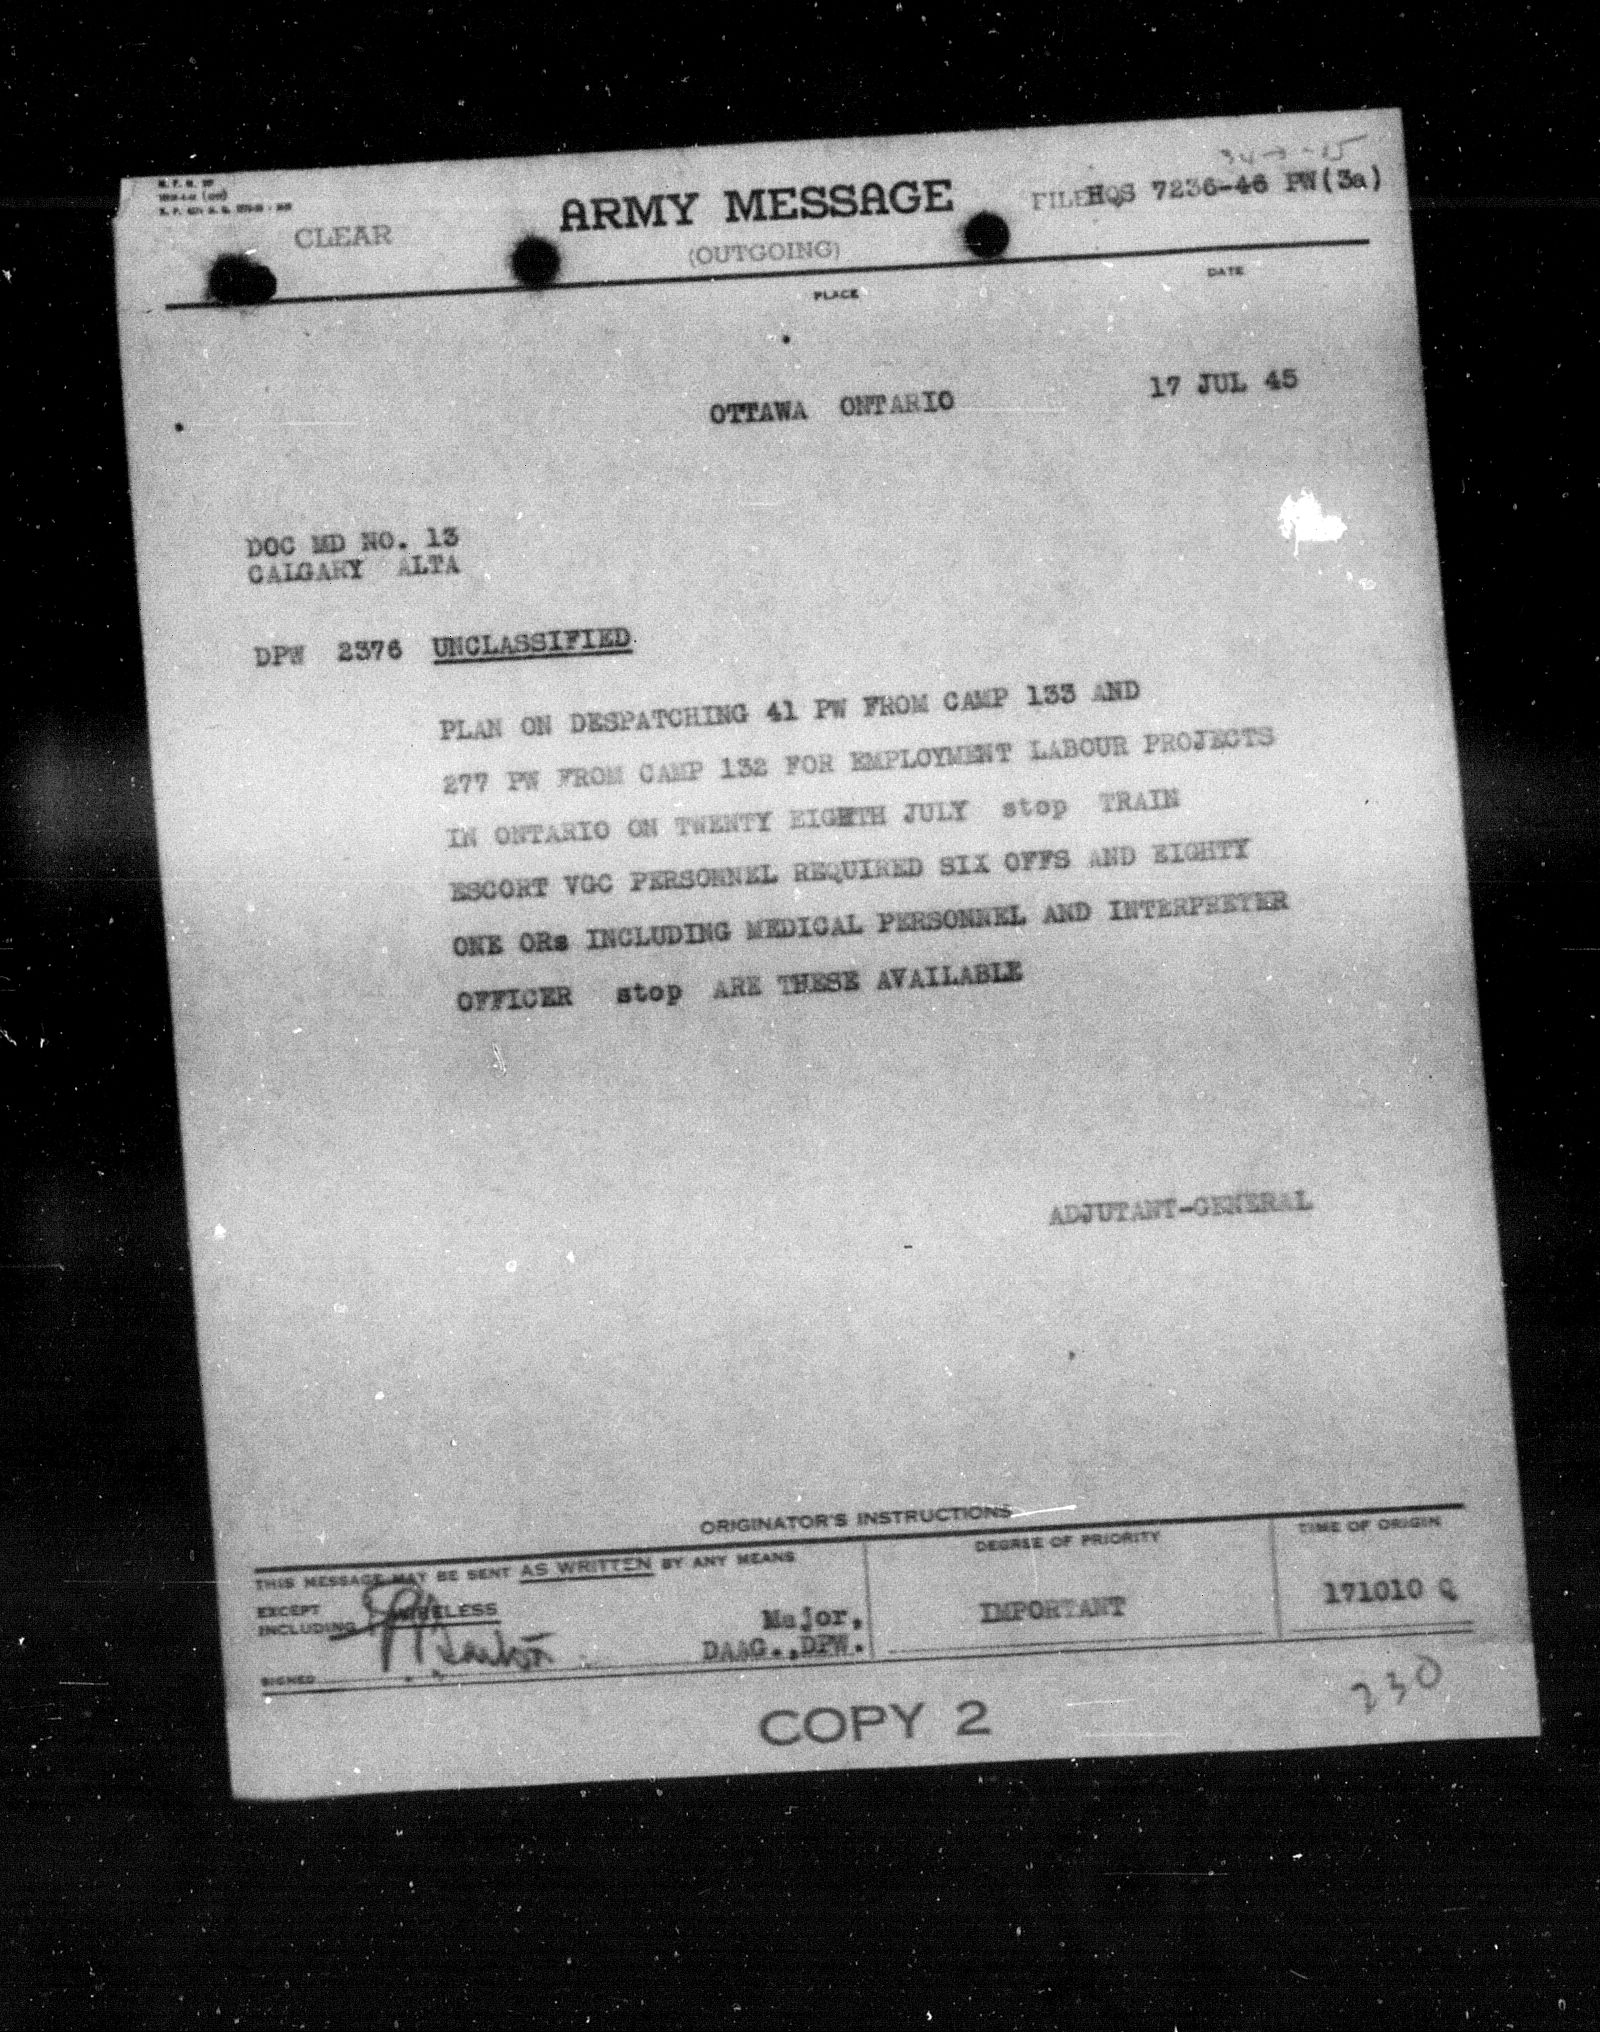 CLEAR
ARMY MESSAGE
(OUTGOING)
FILE HQS 7236-46 PW(3a)
PLACE
DATE
OTTAWA ONTARIO
17 JUL 45
DOC MD NO. 13
CALGARY ALTA
DPW 2376 UNCLASSIFIED
PLAN ON DESPATCHING 41 PW FROM CAMP 133 AND
277 PW FROM CAMP 132 FOR EMPLOYMENT LABOUR PROJECTS
IN ONTARIO ON TWENTY EIGHTH JULY stop TRAIN
ESCORT VGC PERSONNEL REQUIRED SIX OFFS AND EIGHTY
ONE ORs INCLUDING MEDICAL PERSONNEL AND INTERPRETER
OFFICER stop ARE THESE AVAILABLE
ADJUTANT-GENERAL
ORIGINATOR'S INSTRUCTIONS
THIS MESSAGE MAY BE SENT AS WRITTEN BY ANY MEANS
EXCEPT
INCLUDING WIRELESS
SIGNED
Major,
DAAG.,DPW.
DEGREE OF PRIORITY
IMPORTANT
TIME OF ORIGIN
171010 Q
COPY 2
230